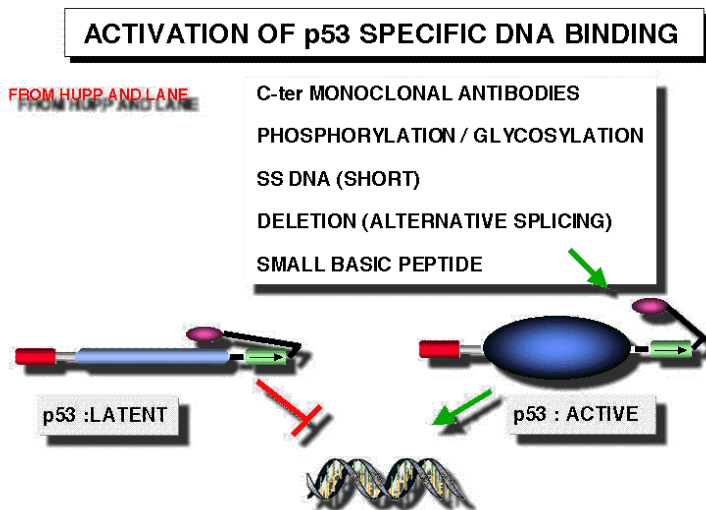 ACTIVATION OF p53 SPECIFIC DNA BINDING
FROM HUPP AND LANE
C-ter MONOCLONAL ANTIBODIES
PHOSPHORYLATION / GLYCOSYLATION
SS DNA (SHORT)
DELETION (ALTERNATIVE SPLICING)
SMALL BASIC PEPTIDE
p53 :LATENT
p53 : ACTIVE